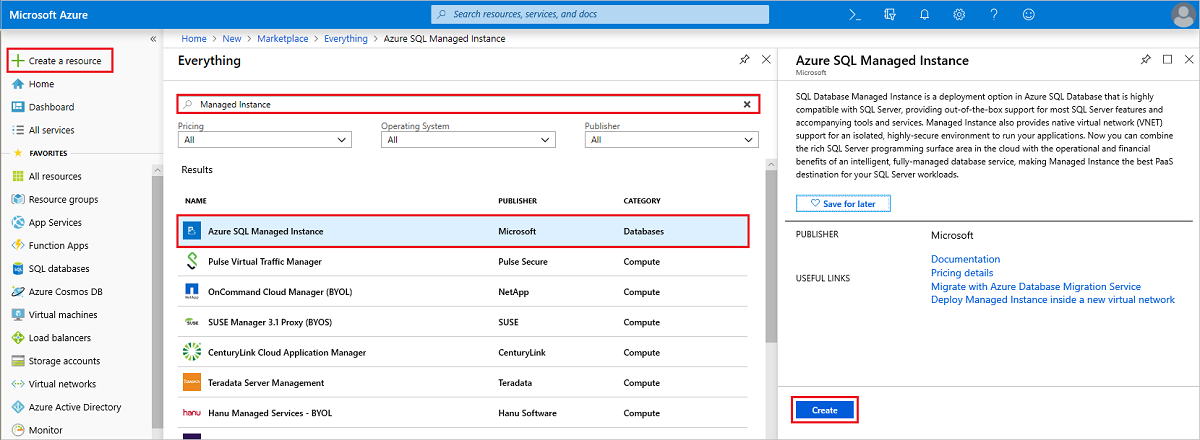 Microsoft Azure
Search resources, services, and docs
Create a resource
Home
Dashboard
All services
FAVORITES
All resources
Resource groups
App Services
Function Apps
SQL databases
Azure Cosmos DB
Virtual machines
Load balancers
Storage accounts
Virtual networks
Azure Active Directory
Monitor
Home > New > Marketplace > Everything > Azure SQL Managed Instance
Everything
Managed Instance
Pricing Operating System Publisher
All All All
Results
NAME PUBLISHER CATEGORY
Azure SQL Managed Instance Microsoft Databases
Pulse Virtual Traffic Manager Pulse Secure Compute
OnCommand Cloud Manager (BYOL) NetApp Compute
SUSE Manager 3.1 Proxy (BYOS) SUSE Compute
CenturyLink Cloud Application Manager CenturyLink Compute
Teradata Server Management Teradata Compute
Hanu Managed Services - BYOL Hanu Software Compute
Azure SQL Managed Instance
Microsoft
SQL Database Managed Instance is a deployment option in Azure SQL Database that is highly
compatible with SQL Server, providing out-of-the-box support for most SQL Server features and
accompanying tools and services. Managed Instance also provides native virtual network (VNET)
support for an isolated, highly-secure environment to run your applications. Now you can combine
the rich SQL Server programming surface area in the cloud with the operational and financial
benefits of an intelligent, fully-managed database service, making Managed Instance the best PaaS
destination for your SQL Server workloads.
Save for later
PUBLISHER Microsoft
USEFUL LINKS
Documentation
Pricing details
Migrate with Azure Database Migration Service
Deploy Managed Instance inside a new virtual network
Create